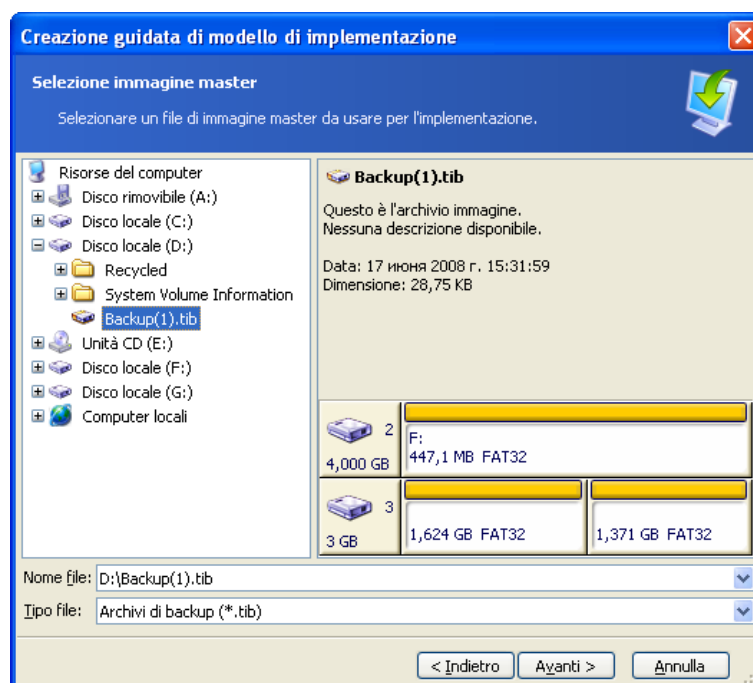 Creazione guidata di modello di implementazione
Selezione immagine master
Selezionare un file di immagine master da usare per l'implementazione.
Risorse del computer
Disco rimovibile (A:)
Disco locale (C:)
Disco locale (D:)
Recycled
System Volume Information
Backup(1).tib
Unità CD (E:)
Disco locale (F:)
Disco locale (G:)
Computer locali
Backup(1).tib
Questo è l'archivio immagine.
Nessuna descrizione disponibile.
Data: 17 июня 2008 г. 15:31:59
Dimensione: 28,75 KB
2
4,000 GB
F:
447,1 MB FAT32
3
3 GB
1,624 GB FAT32
1,371 GB FAT32
Nome file: D:\Backup(1).tib
Tipo file: Archivi di backup (*.tib)
< Indietro Avanti > Annulla